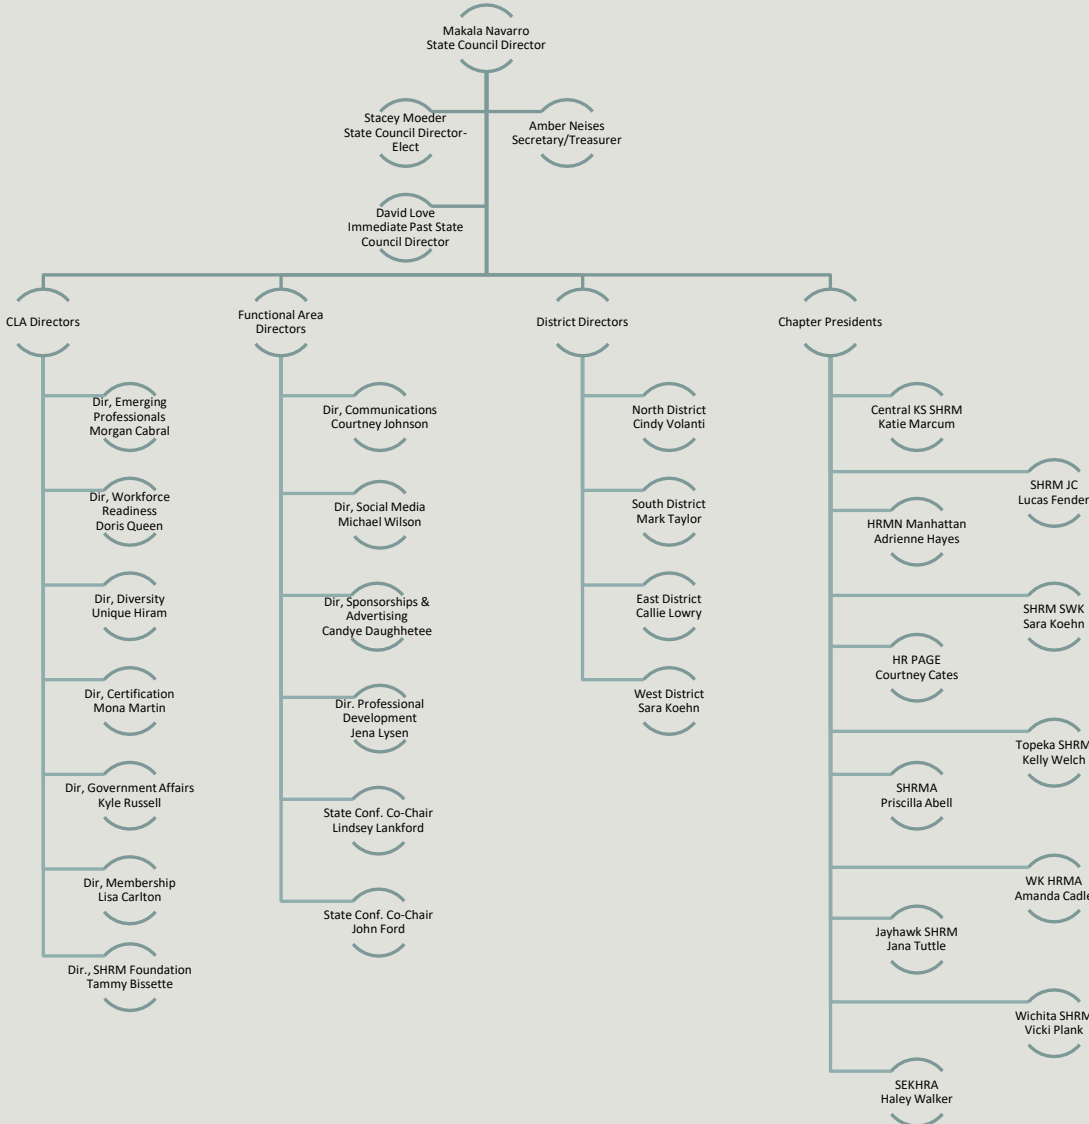 Makala Navarro
State Council Director
Stacey Moeder
State Council Director-
Elect
Amber Neises
Secretary/Treasurer
David Love
Immediate Past State
Council Director
CLA Directors
Dir, Emerging
Professionals
Morgan Cabral
Dir, Workforce
Readiness
Doris Queen
Dir, Diversity
Unique Hiram
Dir, Certification
Mona Martin
Dir, Government Affairs
Kyle Russell
Dir, Membership
Lisa Carlton
Dir., SHRM Foundation
Tammy Bissette
Functional Area
Directors
Dir, Communications
Courtney Johnson
Dir, Social Media
Michael Wilson
Dir, Sponsorships &
Advertising
Candye Daughhetee
Dir. Professional
Development
Jena Lysen
State Conf. Co-Chair
Lindsey Lankford
State Conf. Co-Chair
John Ford
District Directors
North District
Cindy Volanti
South District
Mark Taylor
East District
Callie Lowry
West District
Sara Koehn
Chapter Presidents
Central KS SHRM
Katie Marcum
SHRM JC
Lucas Fender
HRMN Manhattan
Adrienne Hayes
SHRM SWK
Sara Koehn
HR PAGE
Courtney Cates
Topeka SHRM
Kelly Welch
SHRMA
Priscilla Abell
WK HRMA
Amanda Cadle
Jayhawk SHRM
Jana Tuttle
Wichita SHRM
Vicki Plank
SEKHRA
Haley Walker